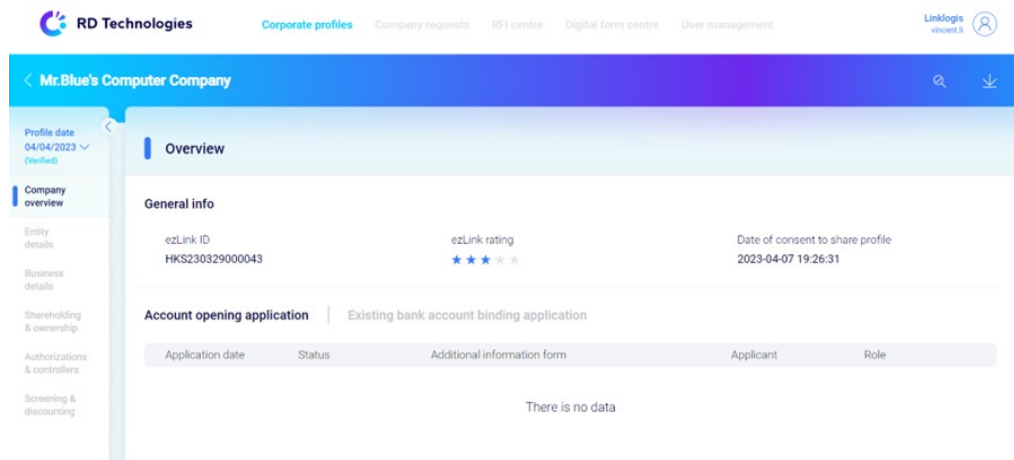 RD Technologies
Corporate profiles Company requests RFI centre Digital form centre User management
Linklogis
vincent.li
Mr.Blue's Computer Company
Profile date
04/04/2023
(Verified)
Company
overview
Entity
details
Business
details
Shareholding
& ownership
Authorizations
& controllers
Screening &
discounting
Overview
General info
ezLink ID ezLink rating Date of consent to share profile
HKS230329000043 2023-04-07 19:26:31
Account opening application Existing bank account binding application
Application date Status Additional information form Applicant Role
There is no data